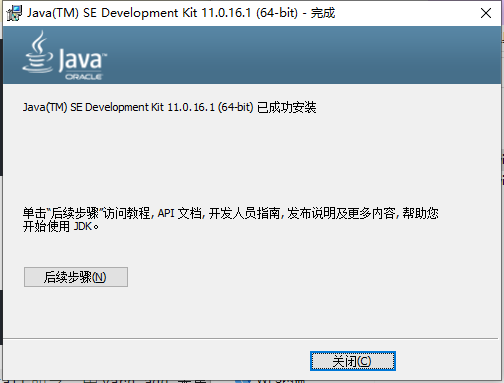 Java(TM) SE Development Kit 11.0.16.1 (64-bit) - 完成
Java
ORACLE
Java(TM) SE Development Kit 11.0.16.1 (64-bit) 已成功安装
单击“后续步骤”访问教程, API 文档, 开发人员指南, 发布说明及更多内容, 帮助您
开始使用 JDK。
后续步骤(N)
关闭(C)